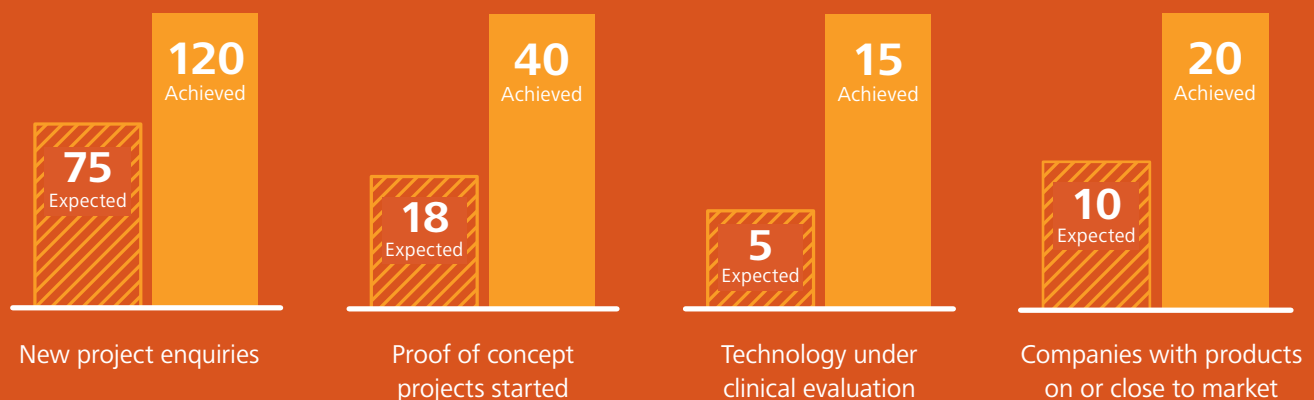 120
Achieved
75
Expected
New project enquiries
40
Achieved
18
Expected
Proof of concept
projects started
15
Achieved
5
Expected
Technology under
clinical evaluation
20
Achieved
10
Expected
Companies with products
on or close to market